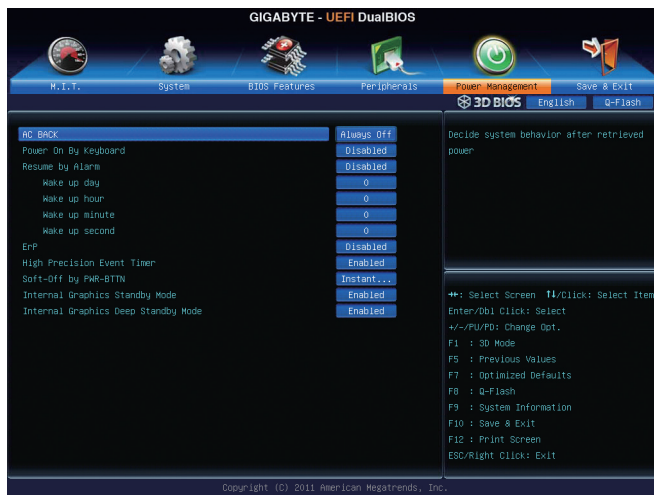 GIGABYTE - UEFI DualBIOS
M.I.T. System BIOS Features Peripherals Power Management Save & Exit
3D BIOS English Q-Flash
AC BACK Always Off
Power On By Keyboard Disabled
Resume by Alarm Disabled
Wake up day 0
Wake up hour 0
Wake up minute 0
Wake up second 0
ErP Disabled
High Precision Event Timer Enabled
Soft-Off by PWR-BTTN Instant...
Internal Graphics Standby Mode Enabled
Internal Graphics Deep Standby Mode Enabled
Decide system behavior after retrieved
power
→←: Select Screen ↑↓/Click: Select Item
Enter/Dbl Click: Select
+/-/PU/PD: Change Opt.
F1 : 3D Mode
F5 : Previous Values
F7 : Optimized Defaults
F8 : Q-Flash
F9 : System Information
F10 : Save & Exit
F12 : Print Screen
ESC/Right Click: Exit
Copyright (C) 2011 American Megatrends, Inc.